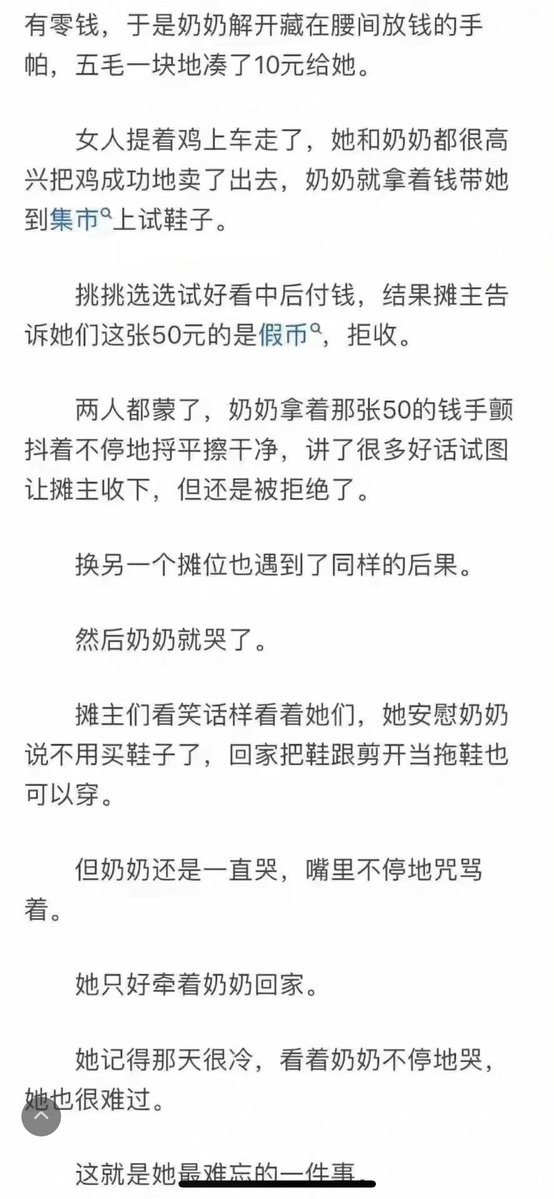 有零钱，于是奶奶解开藏在腰间放钱的手
帕，五毛一块地凑了10元给她。
女人提着鸡上车走了，她和奶奶都很高
兴把鸡成功地卖了出去，奶奶就拿着钱带她
到集市上试鞋子。
挑挑选选试好看中后付钱，结果摊主告
诉她们这张50元的是假币，拒收。
两人都蒙了，奶奶拿着那张50的钱手颤
抖着不停地捋平擦干净，讲了很多好话试图
让摊主收下，但还是被拒绝了。
换另一个摊位也遇到了同样的后果。
然后奶奶就哭了。
摊主们看笑话样看着她们，她安慰奶奶
说不用买鞋子了，回家把鞋跟剪开当拖鞋也
可以穿。
但奶奶还是一直哭，嘴里不停地咒骂
着。
她只好牵着奶奶回家。
她记得那天很冷，看着奶奶不停地哭，
她也很难过。
这就是她最难忘的一件事。